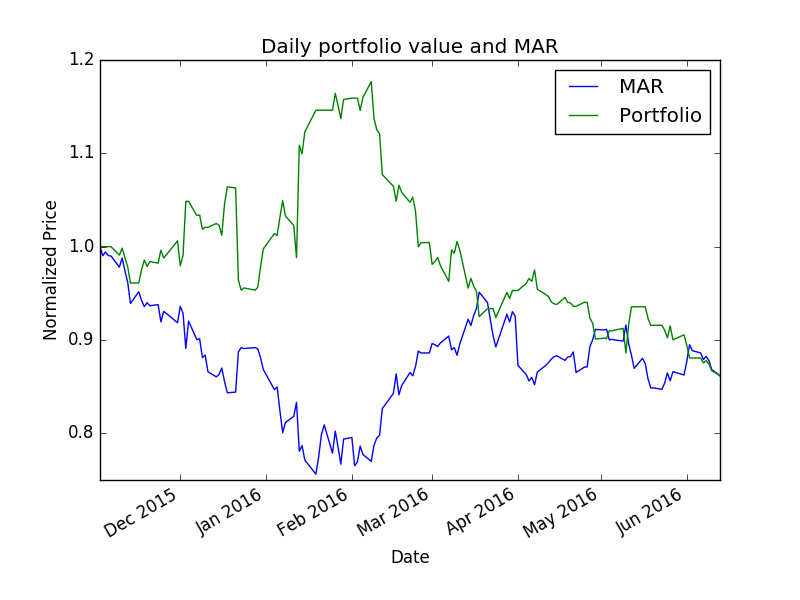 Daily portfolio value and MAR
1.2
1.1
1.0
0.9
0.8
Normalized Price
MAR
Portfolio
Dec 2015
Jan 2016
Feb 2016
Mar 2016
Apr 2016
May 2016
Jun 2016
Date